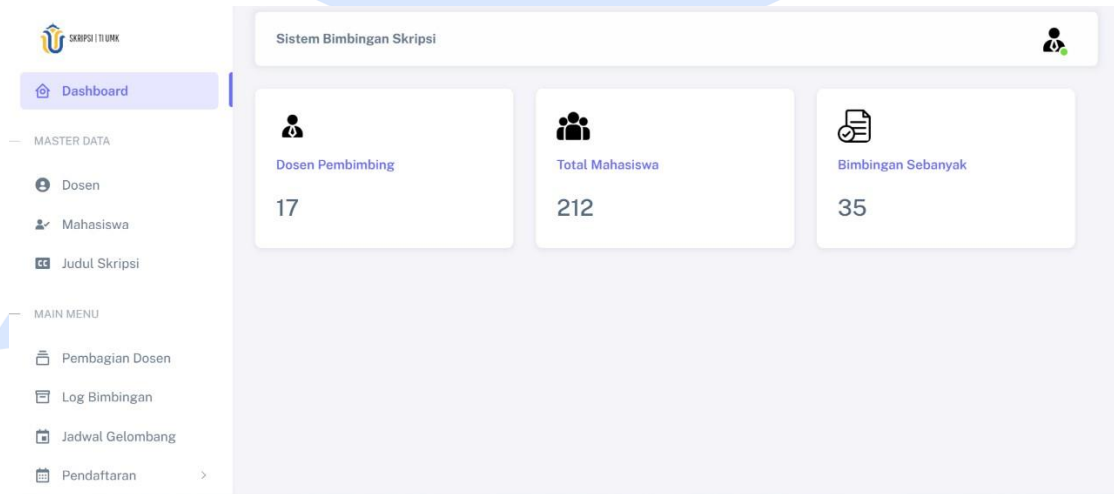 SKRIPSI | TI UMK
Dashboard
MASTER DATA
Dosen
Mahasiswa
Judul Skripsi
MAIN MENU
Pembagian Dosen
Log Bimbingan
Jadwal Gelombang
Pendaftaran
Sistem Bimbingan Skripsi
Dosen Pembimbing
17
Total Mahasiswa
212
Bimbingan Sebanyak
35